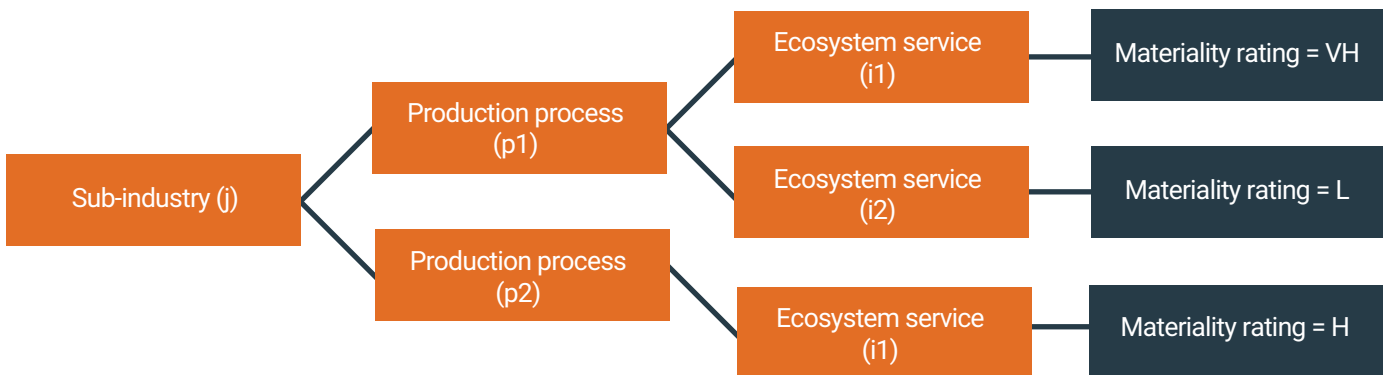 Sub-industry (j)
Production process
(p1)
Production process
(p2)
Ecosystem service
(i1)
Ecosystem service
(i2)
Ecosystem service
(i1)
Materiality rating = VH
Materiality rating = L
Materiality rating = H